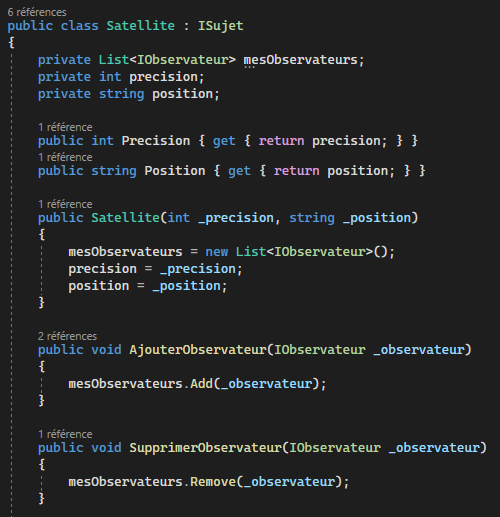 6 références
public class Satellite : ISujet
{
private List<IObservateur> mesObservateurs;
private int precision;
private string position;
1 référence
public int Precision { get { return precision; } }
1 référence
public string Position { get { return position; } }
1 référence
public Satellite(int _precision, string _position)
{
mesObservateurs = new List<IObservateur>();
precision = _precision;
position = _position;
}
2 références
public void AjouterObservateur(IObservateur _observateur)
{
mesObservateurs.Add(_observateur);
}
1 référence
public void SupprimerObservateur(IObservateur _observateur)
{
mesObservateurs.Remove(_observateur);
}